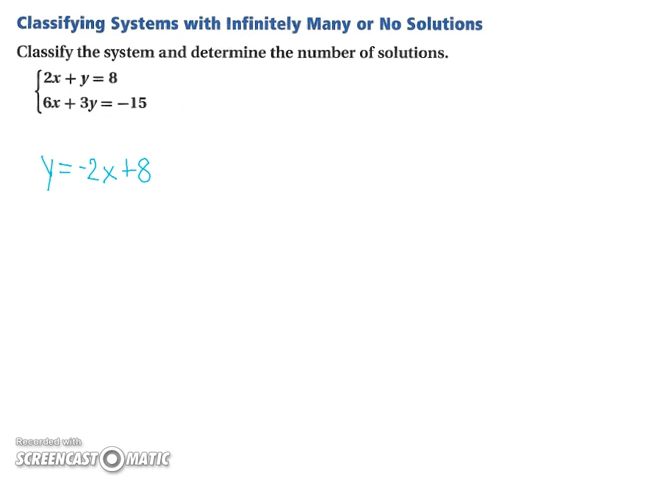 Classifying Systems with Infinitely Many or No Solutions
Classify the system and determine the number of solutions.
2x + y = 8
6x + 3y = −15
y = -2x+8
Recorded with
SCREENCAST MATIC